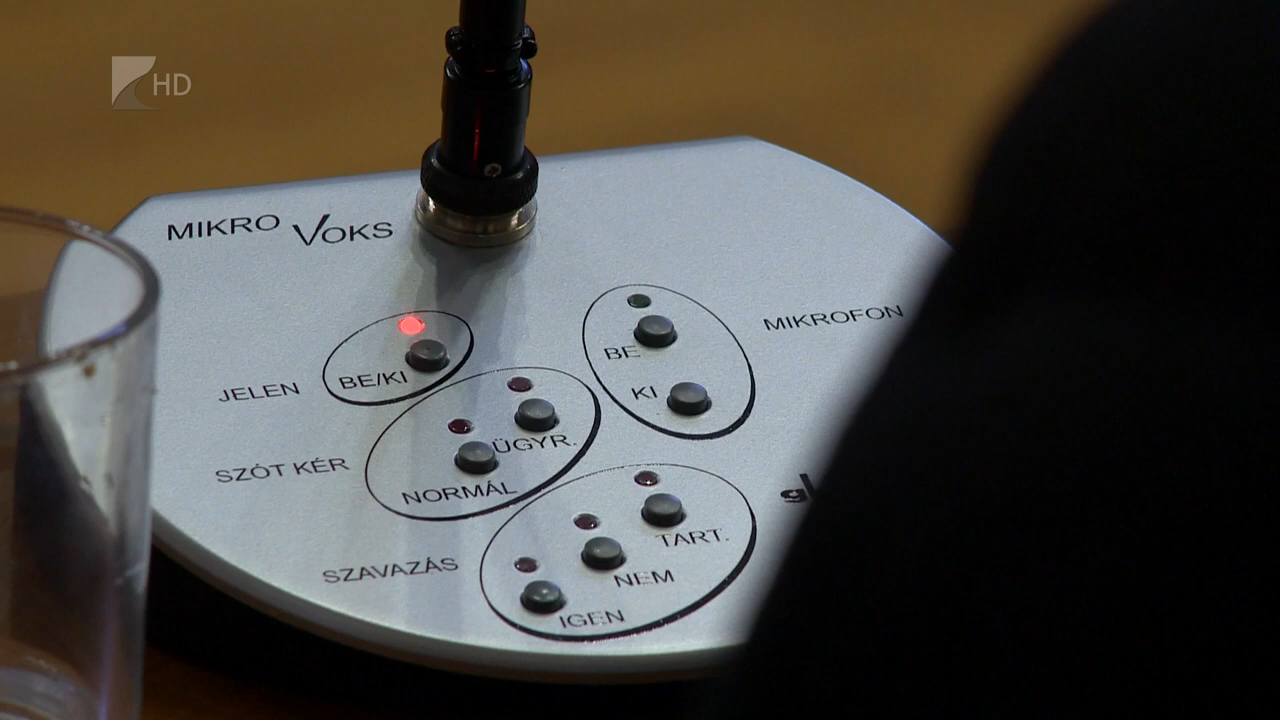 HD
MIKRO VOKS
MIKROFON
BE
KI
JELEN
BE/KI
ÜGYR.
SZÓT KÉR
NORMÁL
TART.
SZAVAZÁS
NEM
IGEN